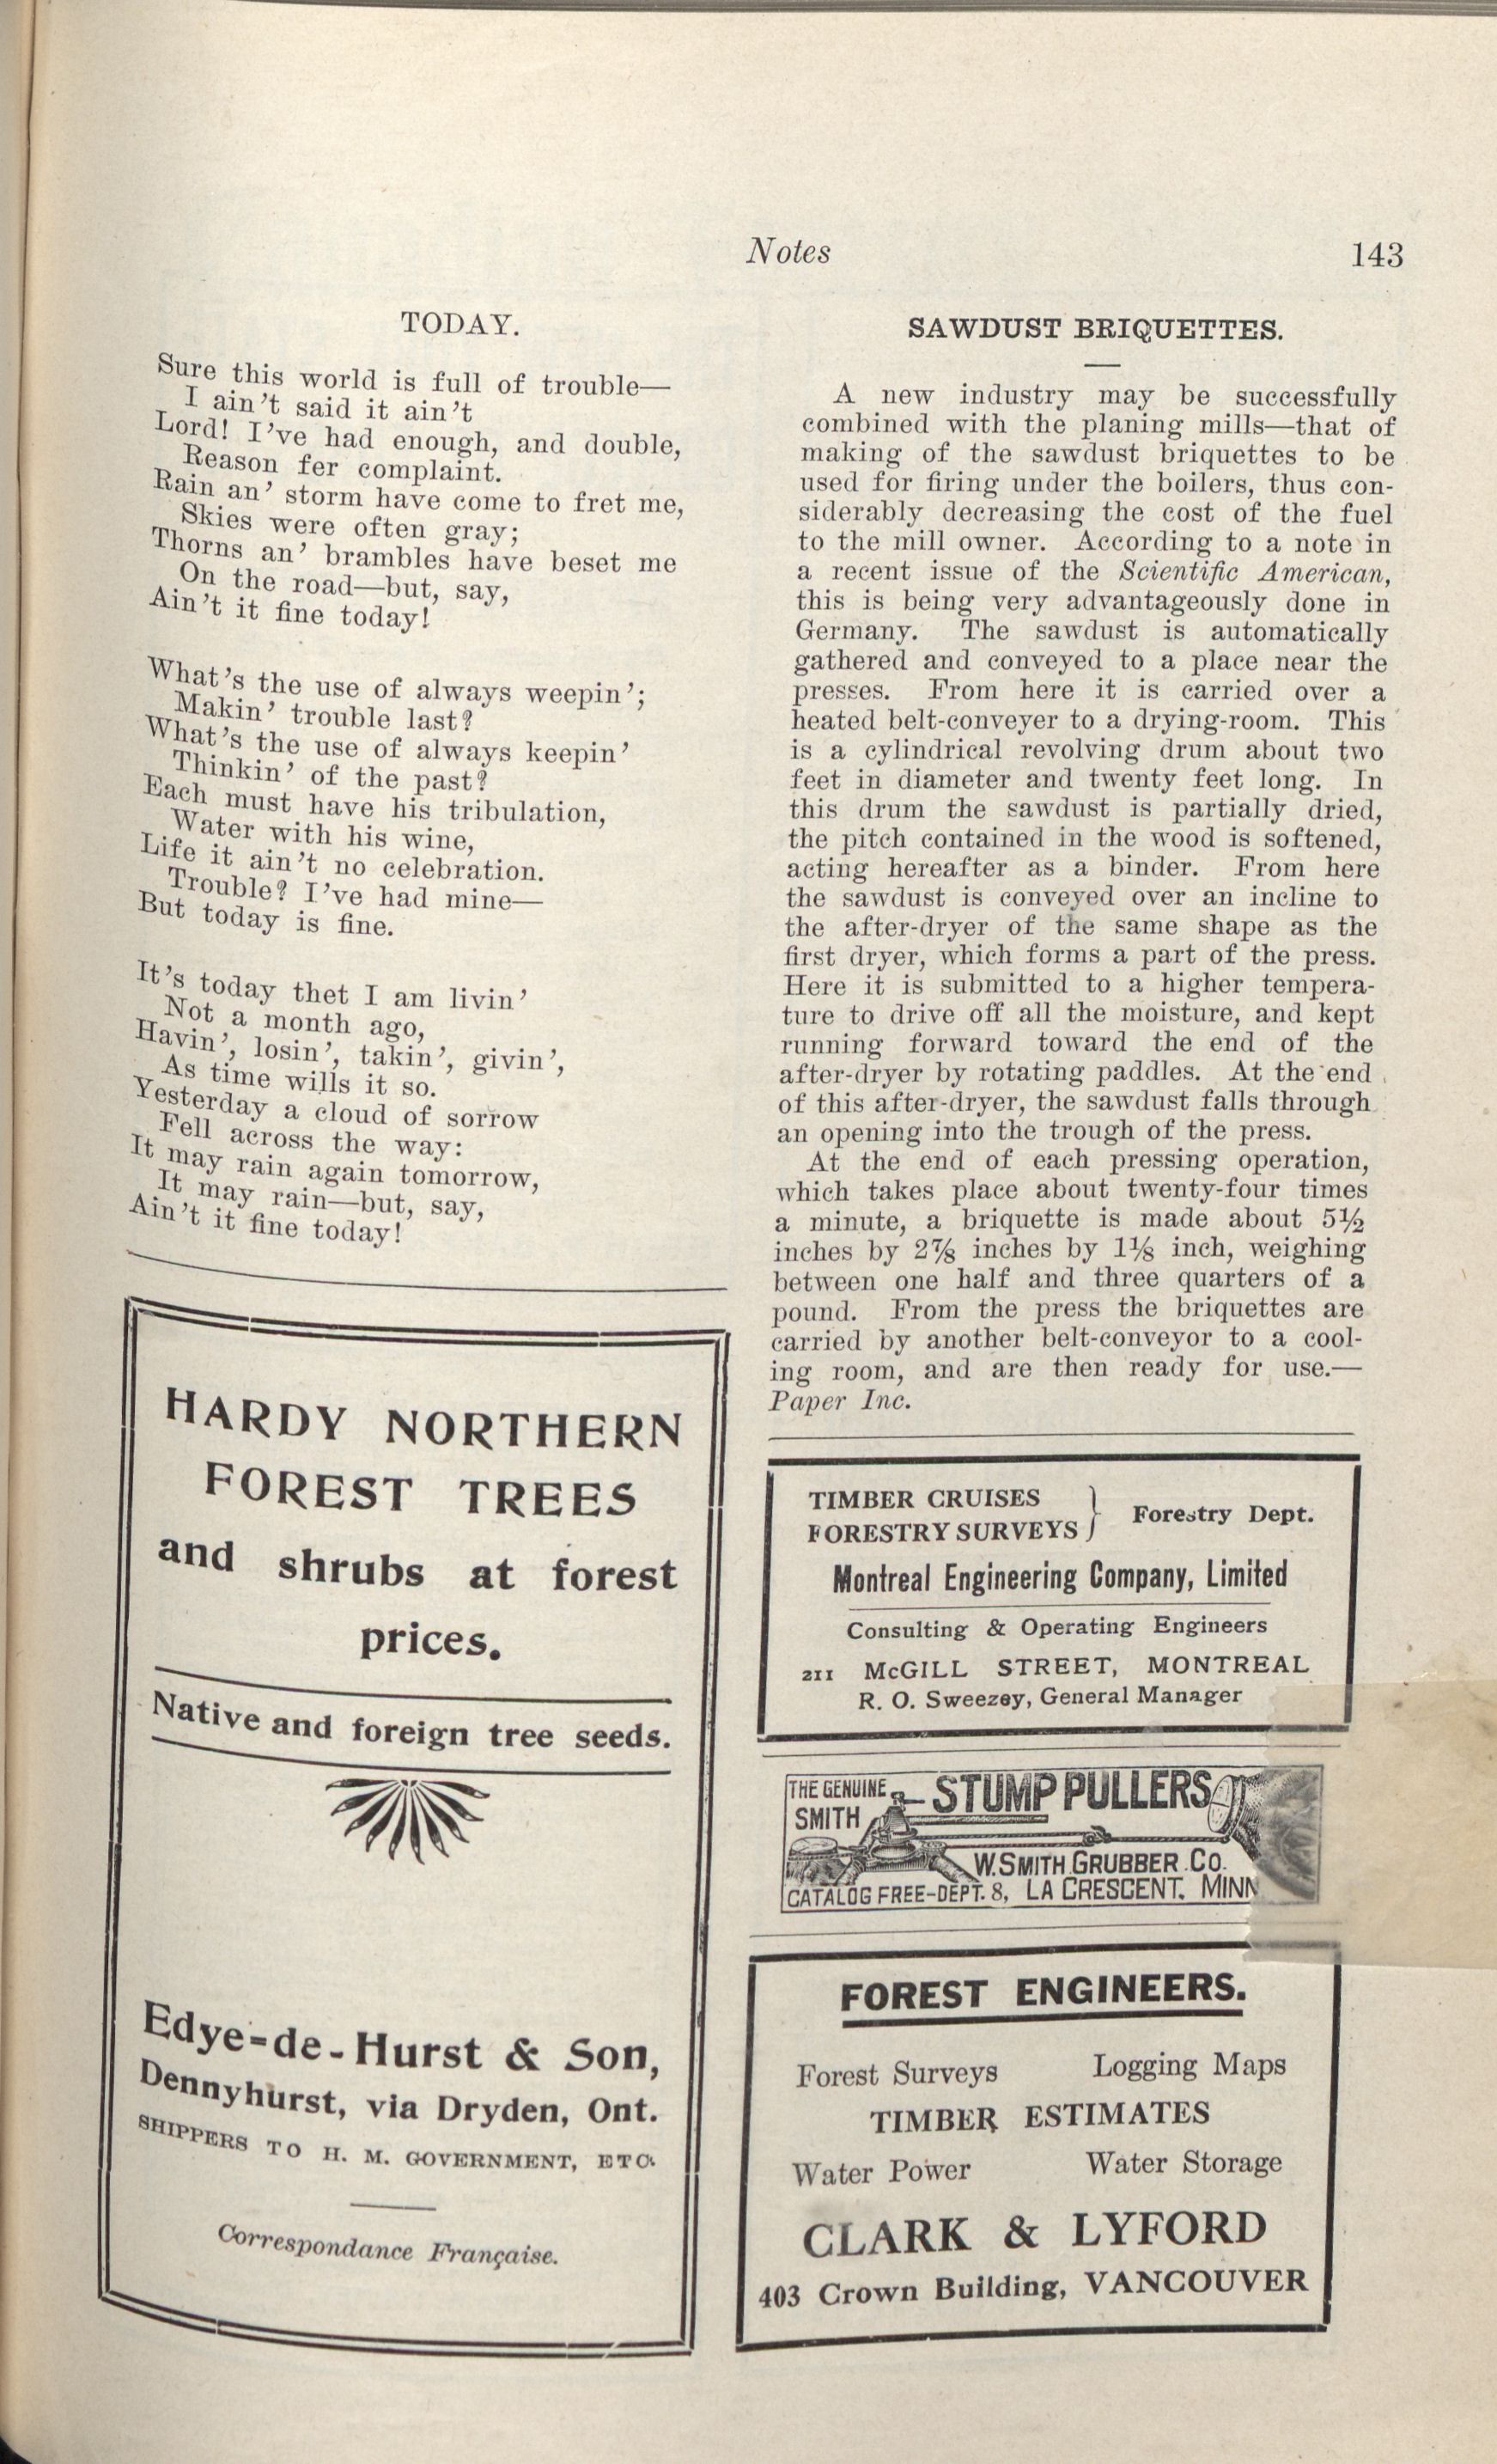 Notes
143
TODAY.
Sure this world is full of trouble—
I ain't said it ain't
Lord! I've had enough, and double,
Reason fer complaint.
Rain an' storm have come to fret me,
Skies were often gray;
Thorns an' brambles have beset me
On the road—but, say,
Ain't it fine today!
What's the use of always weepin';
Makin' trouble last?
What's the use of always keepin'
Thinkin' of the past?
Each must have his tribulation,
Water with his wine,
Life it ain't no celebration.
Trouble? I've had mine—
But today is fine.
It's today thet I am livin'
Not a month ago,
Havin', losin', takin', givin',
As time wills it so.
Yesterday a cloud of sorrow
Fell across the way:
It may rain again tomorrow,
It may rain—but, say,
Ain't it fine today!
HARDY NORTHERN
FOREST TREES
and shrubs at forest
prices.
Native and foreign tree seeds.
Edye-de-Hurst & Son,
Dennyhurst, via Dryden, Ont.
SHIPPERS TO H. M. GOVERNMENT, ETC.
Correspondance Française.
SAWDUST BRIQUETTES.
A new industry may be successfully
combined with the planing mills—that of
making of the sawdust briquettes to be
used for firing under the boilers, thus con-
siderably decreasing the cost of the fuel
to the mill owner. According to a note in
a recent issue of the Scientific American,
this is being very advantageously done in
Germany. The sawdust is automatically
gathered and conveyed to a place near the
presses. From here it is carried over a
heated belt-conveyer to a drying-room. This
is a cylindrical revolving drum about two
feet in diameter and twenty feet long. In
this drum the sawdust is partially dried,
the pitch contained in the wood is softened,
acting hereafter as a binder. From here
the sawdust is conveyed over an incline to
the after-dryer of the same shape as the
first dryer, which forms a part of the press.
Here it is submitted to a higher tempera-
ture to drive off all the moisture, and kept
running forward toward the end of the
after-dryer by rotating paddles. At the end
of this after-dryer, the sawdust falls through
an opening into the trough of the press.
At the end of each pressing operation,
which takes place about twenty-four times
a minute, a briquette is made about 5½
inches by 2⅞ inches by 1⅛ inch, weighing
between one half and three quarters of a
pound. From the press the briquettes are
carried by another belt-conveyor to a cool-
ing room, and are then ready for use.—
Paper Inc.
TIMBER CRUISES
FORESTRY SURVEYS } Forestry Dept.
Montreal Engineering Company, Limited
Consulting & Operating Engineers
211 McGILL STREET, MONTREAL
R. O. Sweezey, General Manager
THE GENUINE
SMITH
STUMP PULLERS
W. SMITH GRUBBER CO.
CATALOG FREE-DEPT. 8, LA CRESCENT. MINN
FOREST ENGINEERS.
Forest Surveys Logging Maps
TIMBER ESTIMATES
Water Power Water Storage
CLARK & LYFORD
403 Crown Building, VANCOUVER